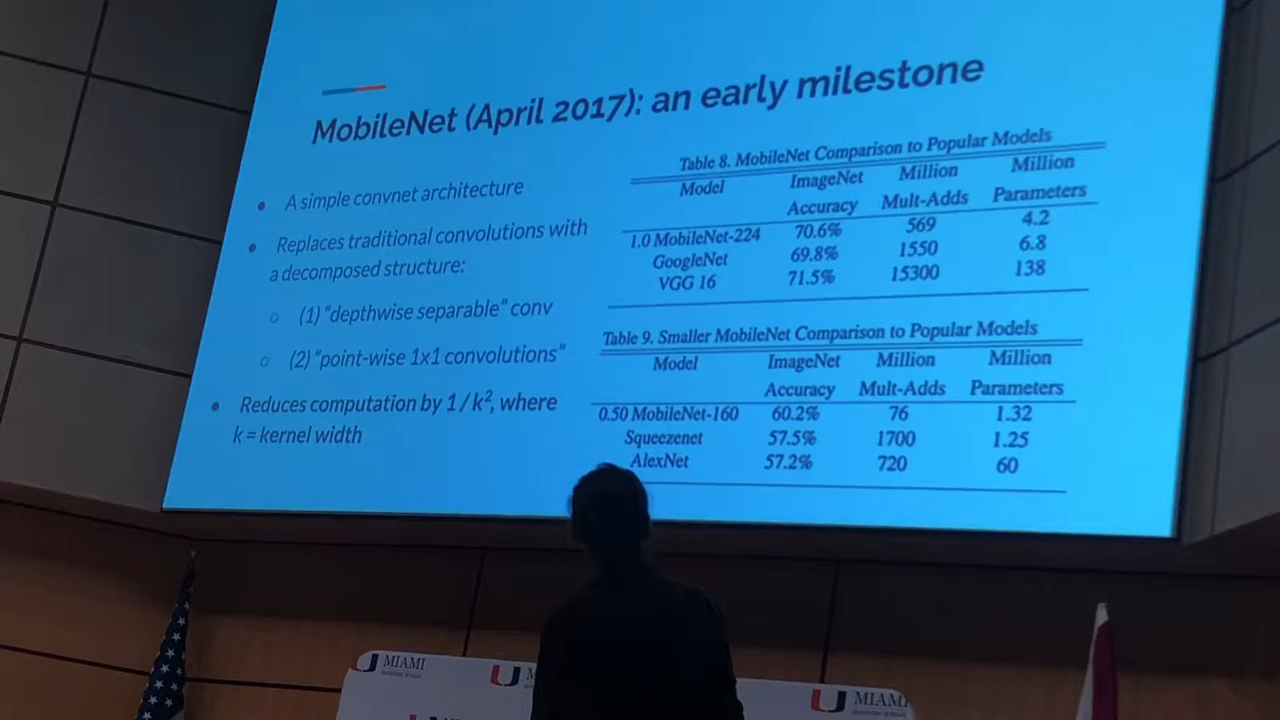 MobileNet (April 2017): an early milestone
• A simple convnet architecture
• Replaces traditional convolutions with
a decomposed structure:
○ (1) "depthwise separable" conv
○ (2) "point-wise 1x1 convolutions"
• Reduces computation by 1 / k², where
k = kernel width
Table 8. MobileNet Comparison to Popular Models
Model ImageNet Million Million
Accuracy Mult-Adds Parameters
1.0 MobileNet-224 70.6% 569 4.2
GoogleNet 69.8% 1550 6.8
VGG 16 71.5% 15300 138
Table 9. Smaller MobileNet Comparison to Popular Models
Model ImageNet Million Million
Accuracy Mult-Adds Parameters
0.50 MobileNet-160 60.2% 76 1.32
Squeezenet 57.5% 1700 1.25
AlexNet 57.2% 720 60
U MIAMI
U M
U MIAMI